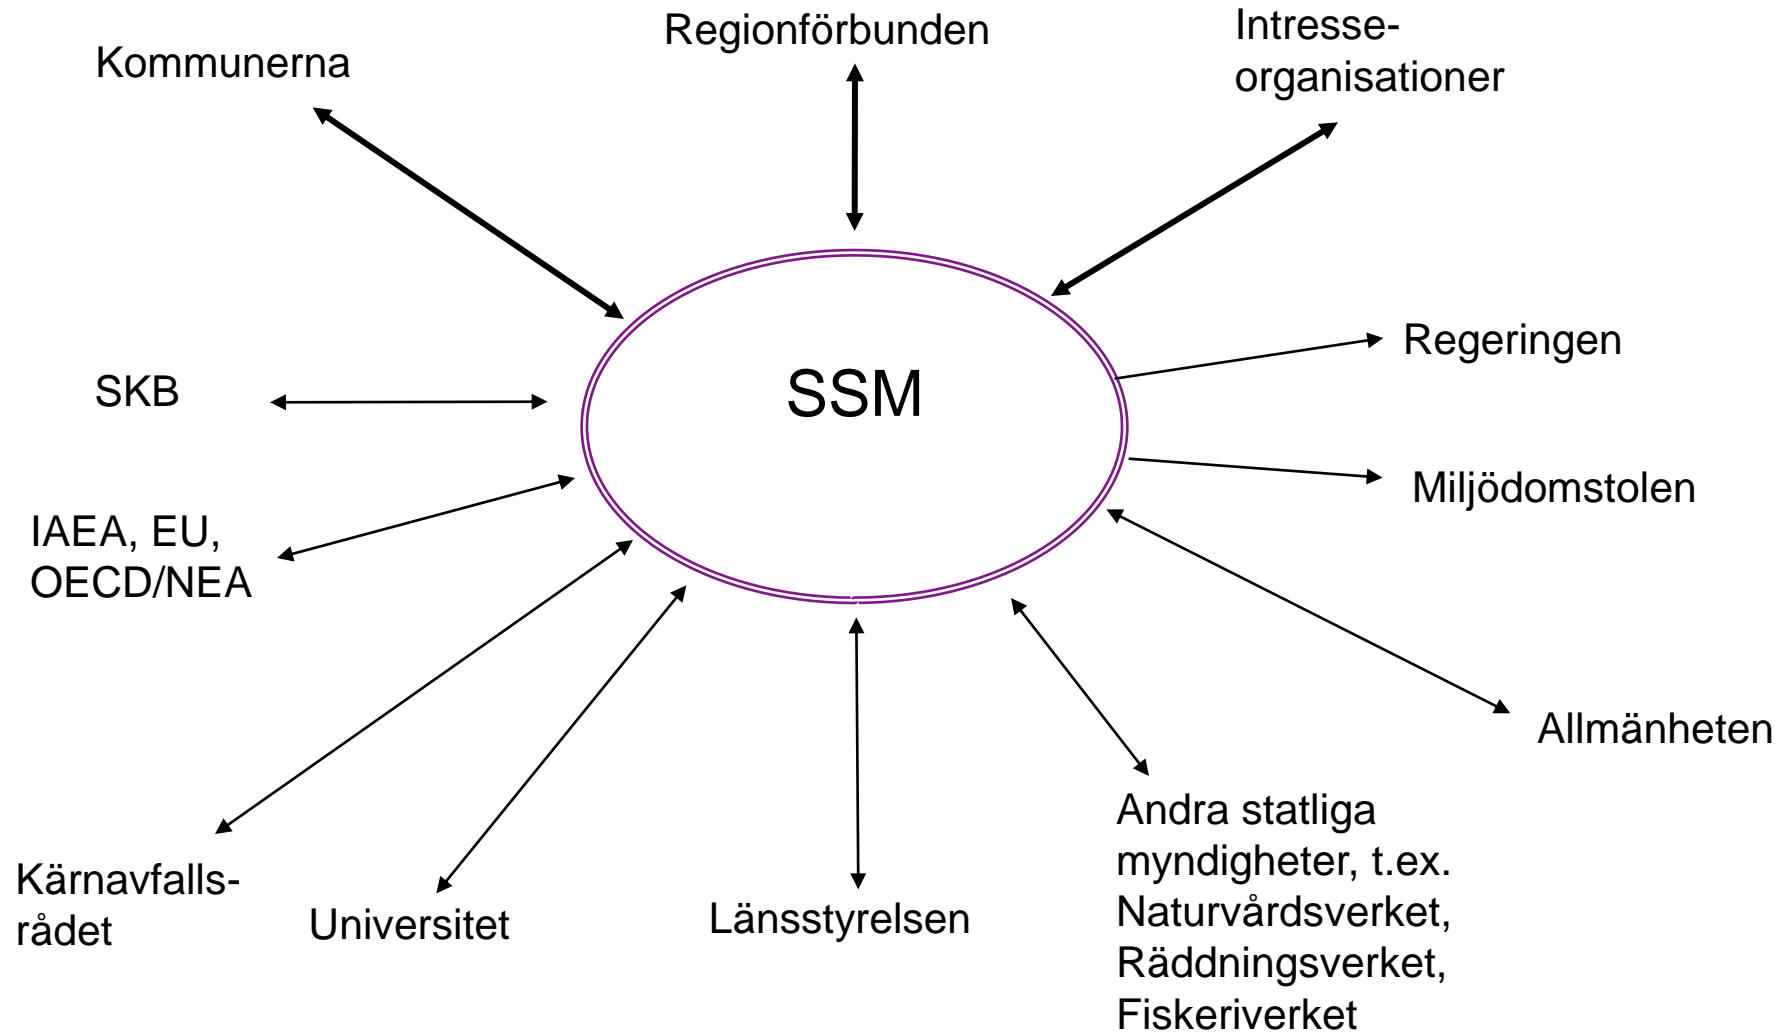 Kommunerna
Regionförbunden
Intresse-
organisationer
SSM
Regeringen
SKB
Miljödomstolen
IAEA, EU,
OECD/NEA
Allmänheten
Andra statliga
myndigheter, t.ex.
Naturvårdsverket,
Räddningsverket,
Fiskeriverket
Kärnavfalls-
rådet
Universitet
Länsstyrelsen